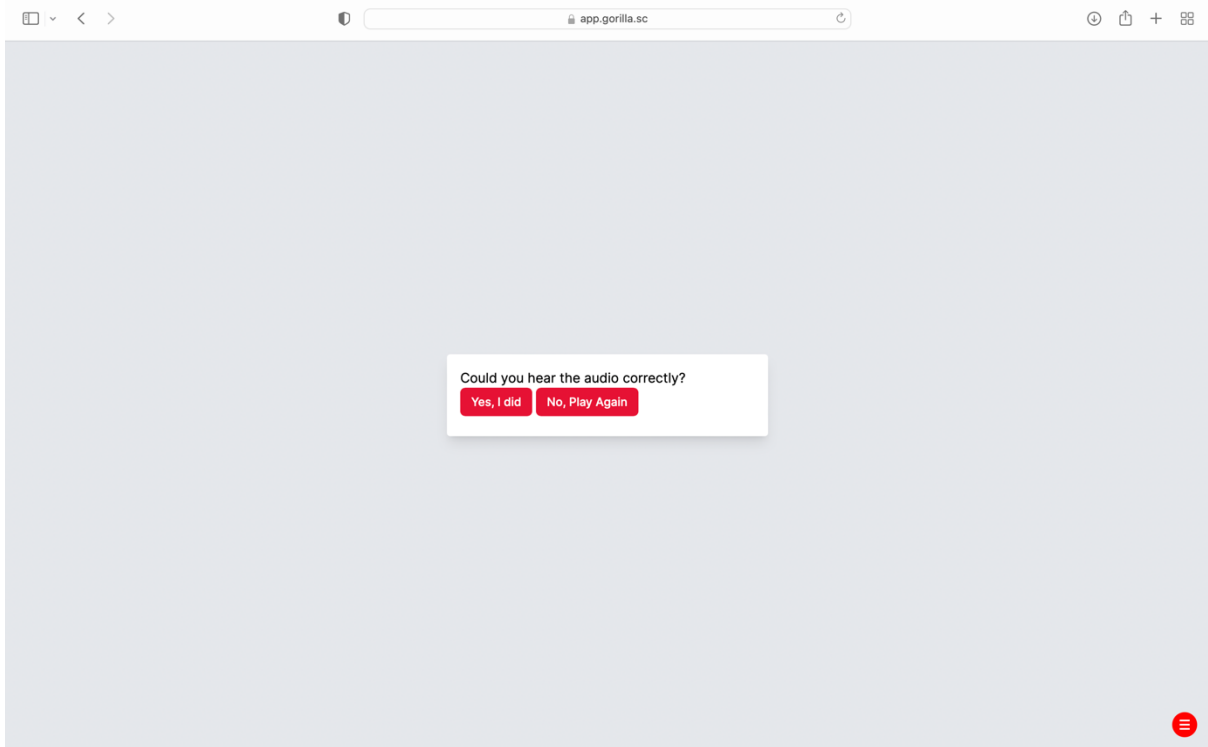 app.gorilla.sc
Could you hear the audio correctly?
Yes, I did No, Play Again